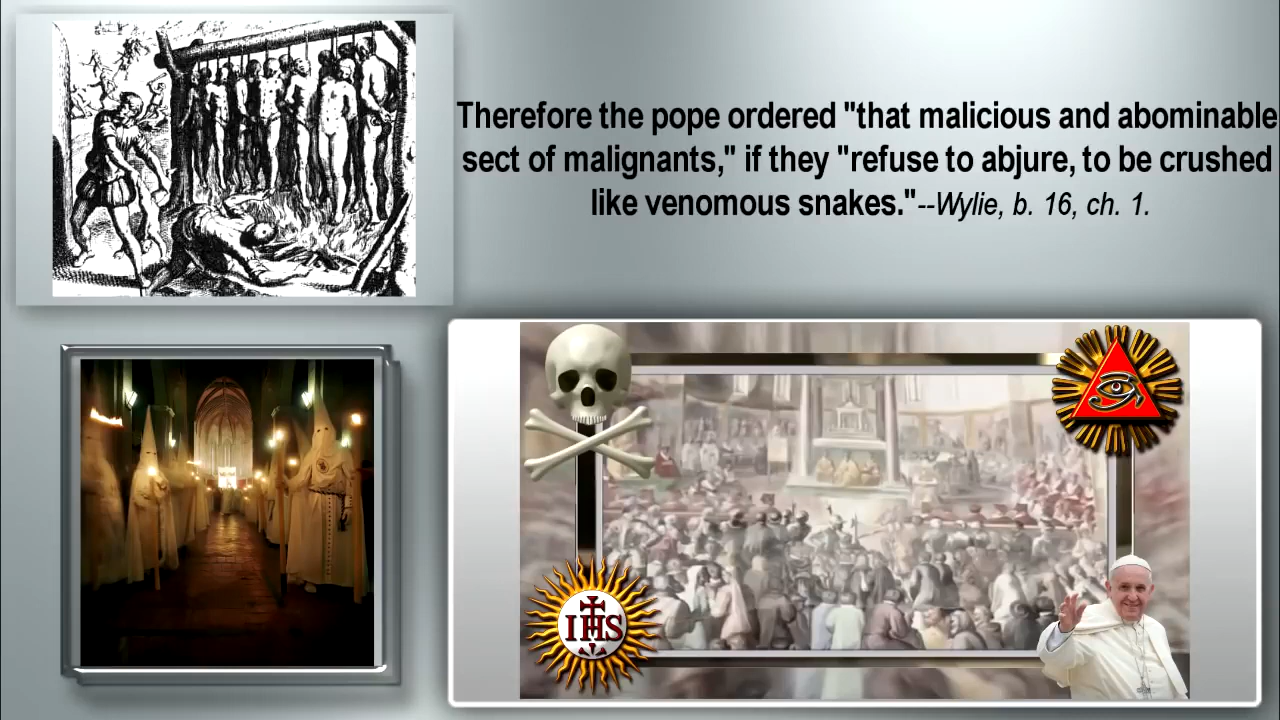 Therefore the pope ordered "that malicious and abominable
sect of malignants," if they "refuse to abjure, to be crushed
like venomous snakes."--Wylie, b. 16, ch. 1.
IHS